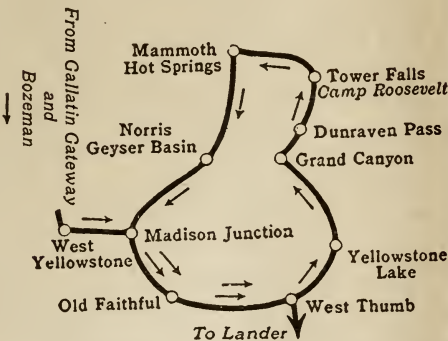 From Gallatin Gateway
and
Bozeman
Mammoth
Hot Springs
Tower Falls
Camp Roosevelt
Dunraven Pass
Norris
Geyser Basin
Grand Canyon
West
Yellowstone
Madison Junction
Yellowstone
Lake
Old Faithful
West Thumb
To Lander